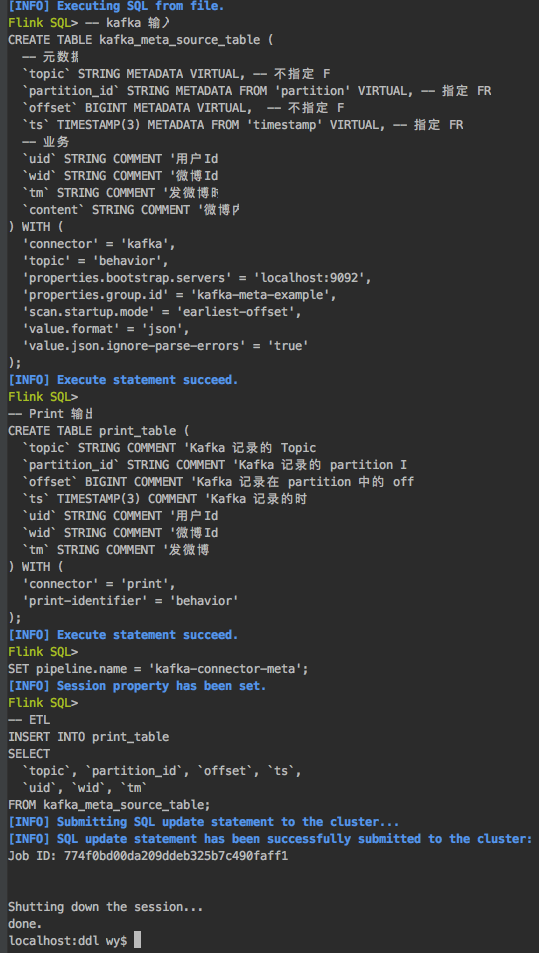 [INFO] Executing SQL from file.
Flink SQL> -- kafka 输入
CREATE TABLE kafka_meta_source_table (
  -- 元数据
  `topic` STRING METADATA VIRTUAL, -- 不指定 F
  `partition_id` STRING METADATA FROM 'partition' VIRTUAL, -- 指定 FR
  `offset` BIGINT METADATA VIRTUAL,  -- 不指定 F
  `ts` TIMESTAMP(3) METADATA FROM 'timestamp' VIRTUAL, -- 指定 FR
  -- 业务
  `uid` STRING COMMENT '用户Id
  `wid` STRING COMMENT '微博Id
  `tm` STRING COMMENT '发微博时
  `content` STRING COMMENT '微博内
) WITH (
  'connector' = 'kafka',
  'topic' = 'behavior',
  'properties.bootstrap.servers' = 'localhost:9092',
  'properties.group.id' = 'kafka-meta-example',
  'scan.startup.mode' = 'earliest-offset',
  'value.format' = 'json',
  'value.json.ignore-parse-errors' = 'true'
);
[INFO] Execute statement succeed.
Flink SQL>
-- Print 输出
CREATE TABLE print_table (
  `topic` STRING COMMENT 'Kafka 记录的 Topic
  `partition_id` STRING COMMENT 'Kafka 记录的 partition I
  `offset` BIGINT COMMENT 'Kafka 记录在 partition 中的 off
  `ts` TIMESTAMP(3) COMMENT 'Kafka 记录的时
  `uid` STRING COMMENT '用户Id
  `wid` STRING COMMENT '微博Id
  `tm` STRING COMMENT '发微博
) WITH (
  'connector' = 'print',
  'print-identifier' = 'behavior'
);
[INFO] Execute statement succeed.
Flink SQL>
SET pipeline.name = 'kafka-connector-meta';
[INFO] Session property has been set.
Flink SQL>
-- ETL
INSERT INTO print_table
SELECT
  `topic`, `partition_id`, `offset`, `ts`,
  `uid`, `wid`, `tm`
FROM kafka_meta_source_table;
[INFO] Submitting SQL update statement to the cluster...
[INFO] SQL update statement has been successfully submitted to the cluster:
Job ID: 774f0bd00da209ddeb325b7c490faff1
Shutting down the session...
done.
localhost:ddl wy$